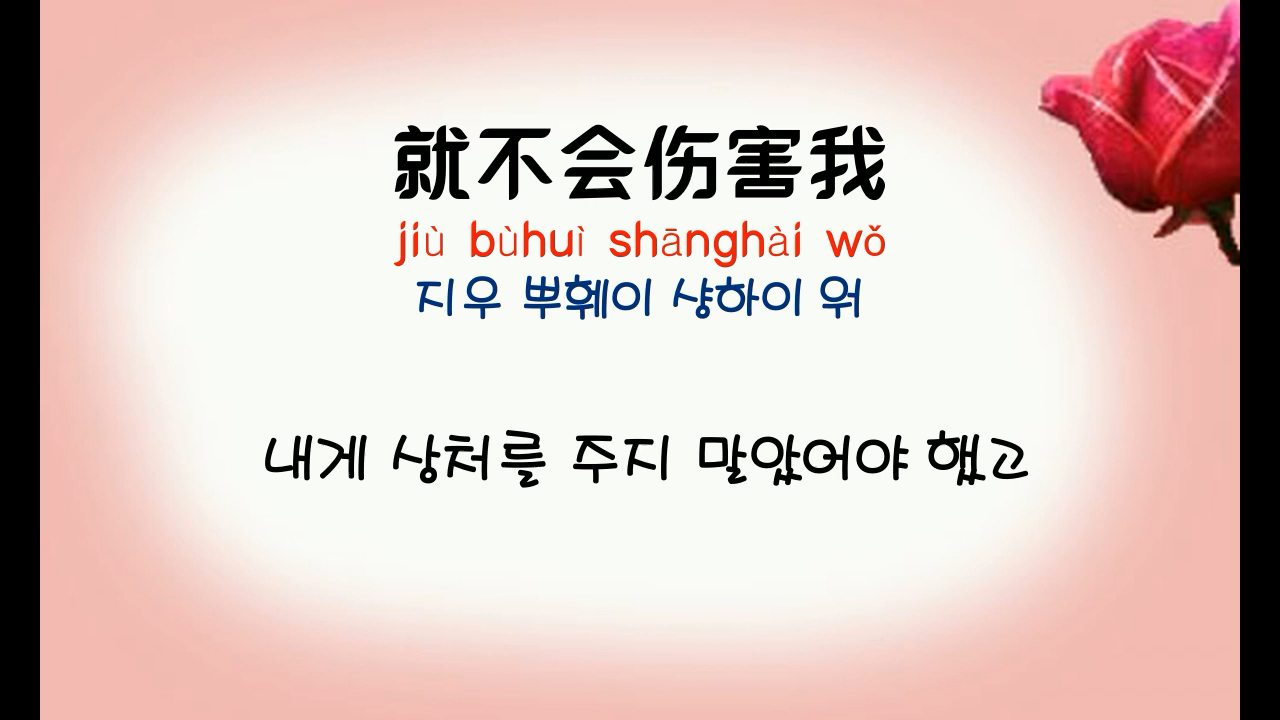 就不会伤害我
jiù bùhuì shānghài wǒ
지우 뿌훼이 샹하이 워
내게 상처를 주지 말았어야 했고